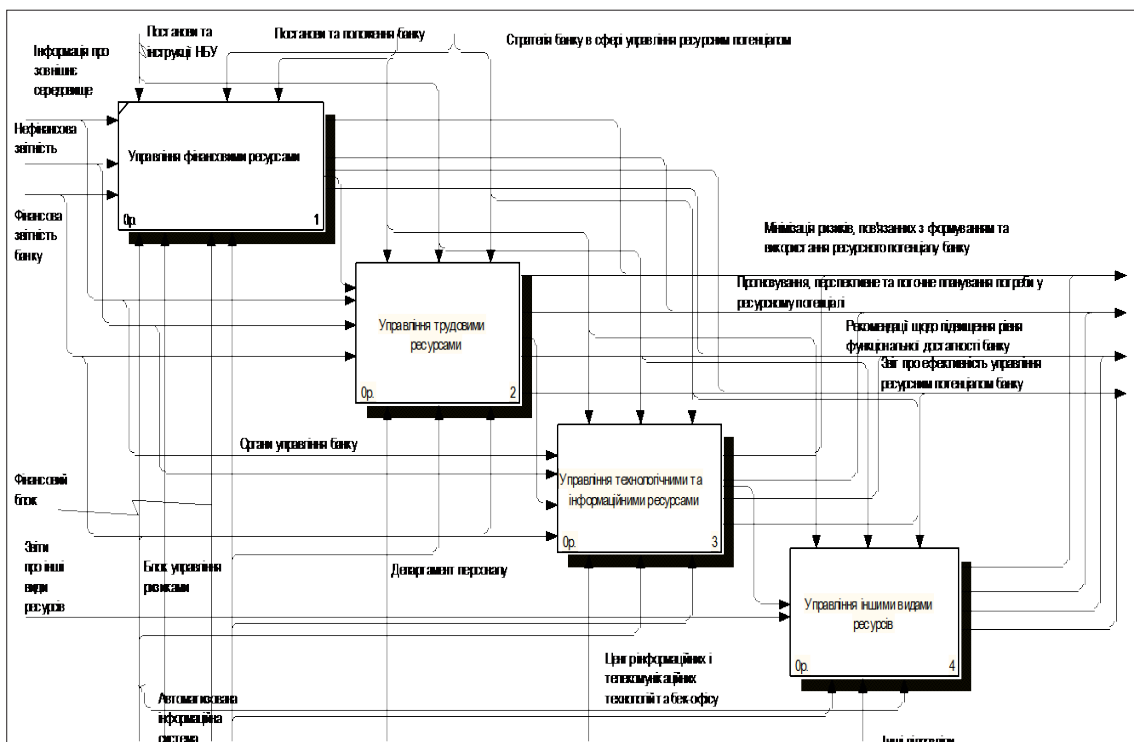 Постанови та
інструкції НБУ
Постанови та положення банку
Стратегія банку в сфері управління ресурсним потенціалом
Інформація про
зовнішнє
середовище
Нефінансова
звітність
Управління фінансовими ресурсами
0р.
1
Фінансова
звітність
банку
Мінімізація ризиків, пов'язанних з формуванням та
використання ресурсного потенціалу банку
Прогнозування, перспективне та поточне планування потреби у
ресурсному потенціалі
Управління трудовими
ресурсами
0р.
2
Рекомендації щодо підвищення рівня
функціональної достатності банку
Звіт про ефективність управління
ресурсним потенціалом банку
Органи управління банку
Фінансовий
блок
Управління технологічними та
інформаційними ресурсами
0р.
3
Звіти
про інші
види
ресурсів
Блок управління
ризиками
Департамент персоналу
Управління іншими видами
ресурсів
0р.
4
Центр інформаційних і
телекомунікаційних
технологій та бек-офісу
Автоматизована
інформаційна
система